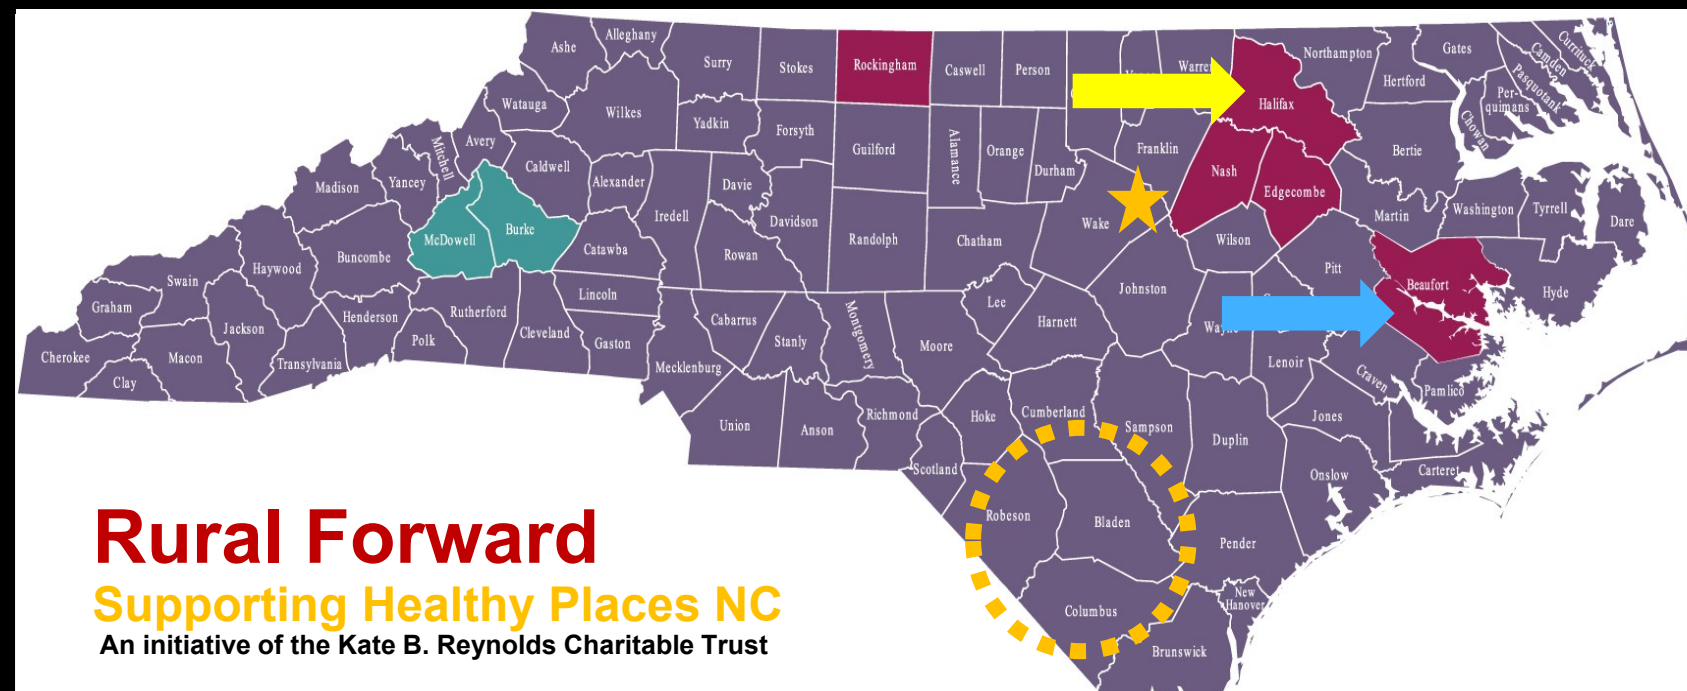 Ashe
Alleghany
Surry
Stokes
Rockingham
Caswell
Person
Warren
Northampton
Gates
Currituck
Camden
Pasquotank
Per-
quimans
Chowan
Hertford
Halifax
Watauga
Wilkes
Yadkin
Forsyth
Guilford
Alamance
Orange
Durham
Franklin
Nash
Edgecombe
Bertie
Mitchell
Avery
Caldwell
Alexander
Iredell
Davie
Davidson
Randolph
Chatham
Wake
Wilson
Martin
Washington
Tyrrell
Dare
Madison
Yancey
McDowell
Burke
Catawba
Rowan
Buncombe
Haywood
Swain
Graham
Cherokee
Clay
Macon
Jackson
Transylvania
Henderson
Polk
Rutherford
Cleveland
Lincoln
Gaston
Mecklenburg
Cabarrus
Stanly
Montgomery
Moore
Lee
Harnett
Johnston
Wayne
Pitt
Beaufort
Hyde
Lenoir
Craven
Pamlico
Jones
Carteret
Onslow
Duplin
Sampson
Cumberland
Hoke
Richmond
Scotland
Anson
Union
Robeson
Bladen
Pender
New
Hanover
Columbus
Brunswick
Rural Forward
Supporting Healthy Places NC
An initiative of the Kate B. Reynolds Charitable Trust